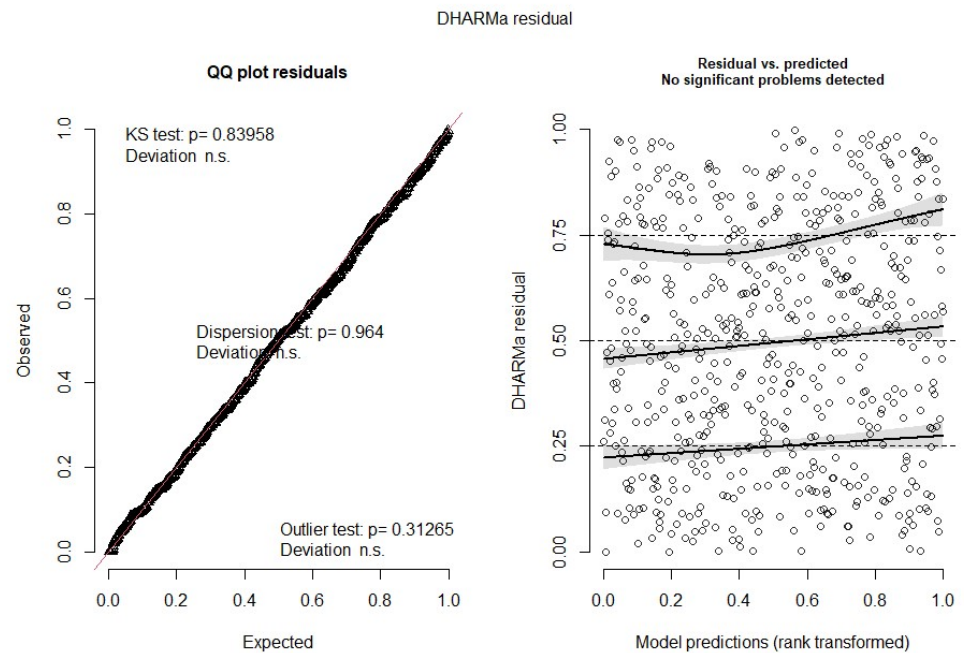 DHARMa residual
QQ plot residuals
KS test: p= 0.83958
Deviation n.s.
Dispersion test: p= 0.964
Deviation n.s.
Outlier test: p= 0.31265
Deviation n.s.
Observed
0.0
0.2
0.4
0.6
0.8
1.0
0.0 0.2 0.4 0.6 0.8 1.0
Expected
Residual vs. predicted
No significant problems detected
DHARMa residual
0.00
0.25
0.50
0.75
1.00
0.0 0.2 0.4 0.6 0.8 1.0
Model predictions (rank transformed)